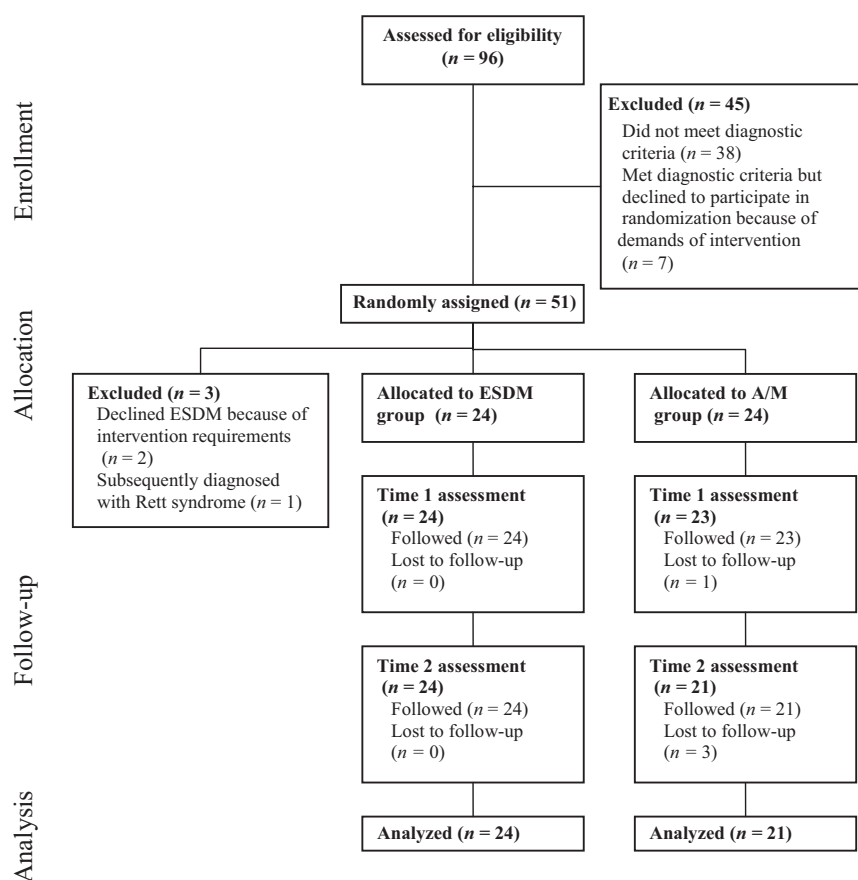 Assessed for eligibility
(n = 96)
Enrollment
Excluded (n = 45)
Did not meet diagnostic
criteria (n = 38)
Met diagnostic criteria but
declined to participate in
randomization because of
demands of intervention
(n = 7)
Randomly assigned (n = 51)
Allocation
Excluded (n = 3)
Declined ESDM because of
intervention requirements
(n = 2)
Subsequently diagnosed
with Rett syndrome (n = 1)
Allocated to ESDM
group (n = 24)
Allocated to A/M
group (n = 24)
Follow-up
Time 1 assessment
(n = 24)
Followed (n = 24)
Lost to follow-up
(n = 0)
Time 1 assessment
(n = 23)
Followed (n = 23)
Lost to follow-up
(n = 1)
Time 2 assessment
(n = 24)
Followed (n = 24)
Lost to follow-up
(n = 0)
Time 2 assessment
(n = 21)
Followed (n = 21)
Lost to follow-up
(n = 3)
Analysis
Analyzed (n = 24)
Analyzed (n = 21)